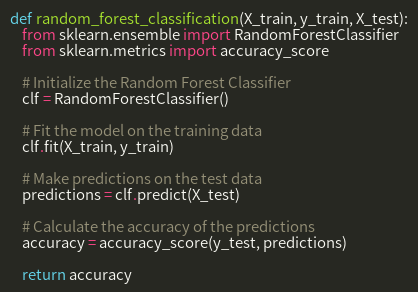 def random_forest_classification(X_train, y_train, X_test):
from sklearn.ensemble import RandomForestClassifier
from sklearn.metrics import accuracy_score
# Initialize the Random Forest Classifier
clf = RandomForestClassifier()
# Fit the model on the training data
clf.fit(X_train, y_train)
# Make predictions on the test data
predictions = clf.predict(X_test)
# Calculate the accuracy of the predictions
accuracy = accuracy_score(y_test, predictions)
return accuracy